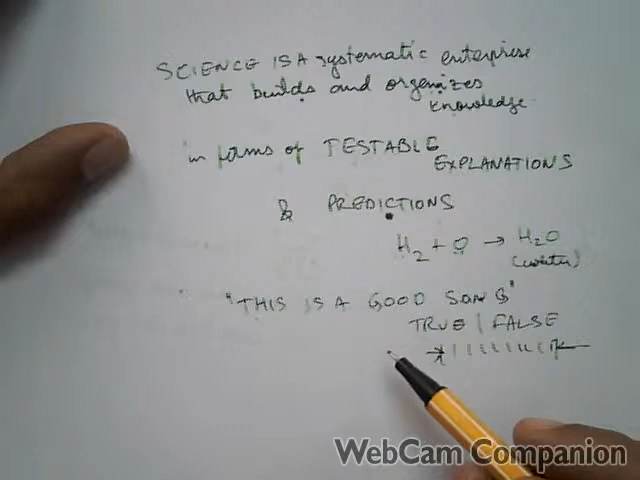 SCIENCE IS A systematic enterprise
that builds and organizes
knowledge
in forms of TESTABLE
EXPLANATIONS
& PREDICTIONS
H2 + O → H2O
(water)
"THIS IS A GOOD SONG"
TRUE | FALSE
WebCam Companion